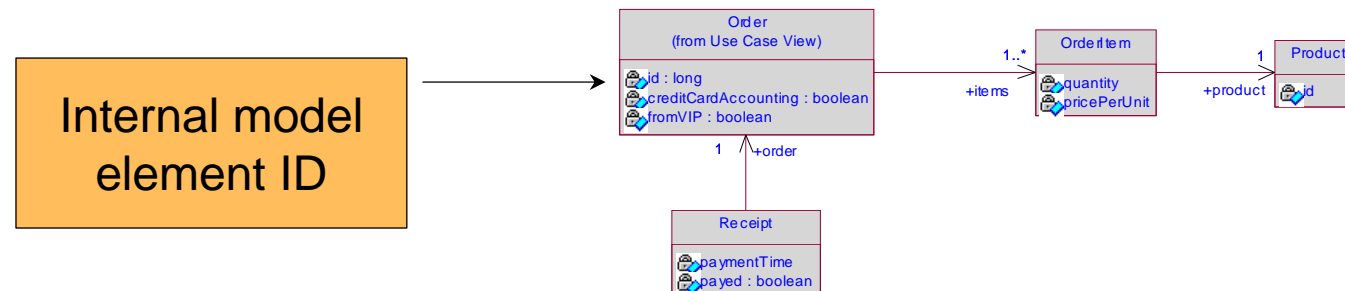 Internal model
element ID
Order
(from Use Case View)
id : long
creditCardAccounting : boolean
fromVIP : boolean
1..*
+items
OrderItem
quantity
pricePerUnit
1
+product
Product
id
1
+order
Receipt
paymentTime
payed : boolean